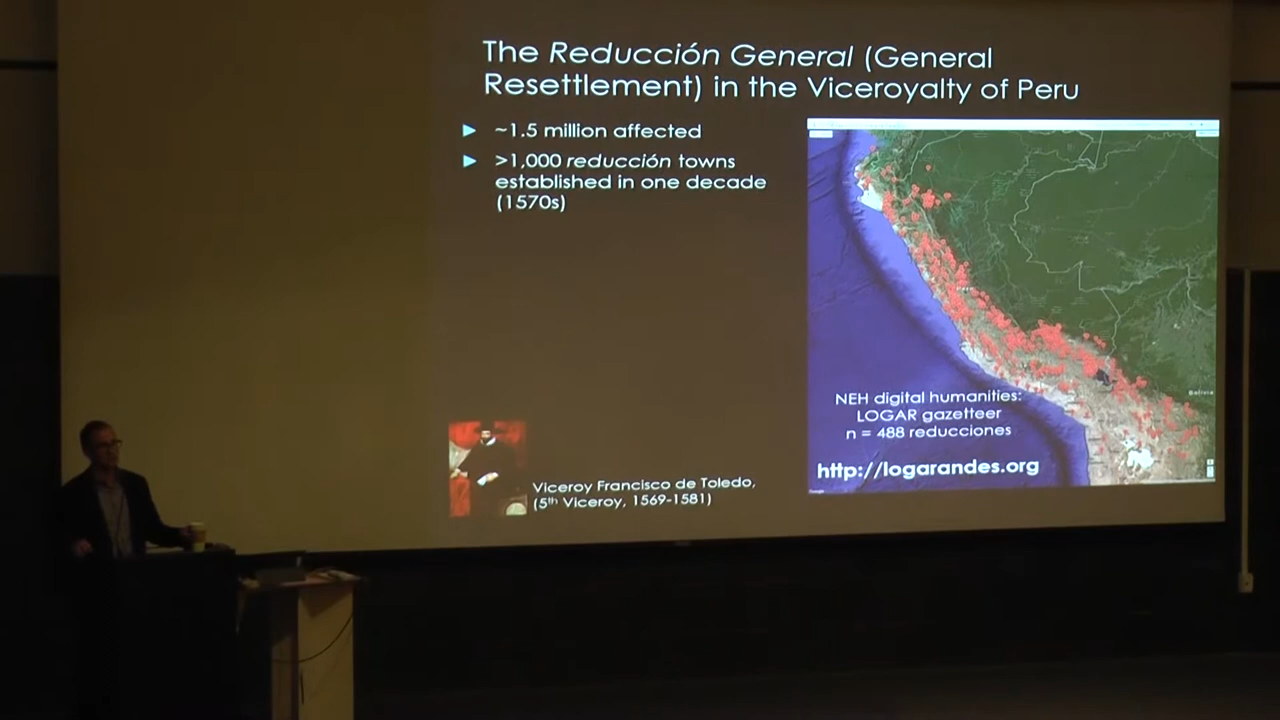 The Reducción General (General
Resettlement) in the Viceroyalty of Peru
~1.5 million affected
>1,000 reducción towns
established in one decade
(1570s)
NEH digital humanities:
LOGAR gazetteer
n = 488 reducciones
http://logarandes.org
Viceroy Francisco de Toledo,
(5th Viceroy, 1569-1581)